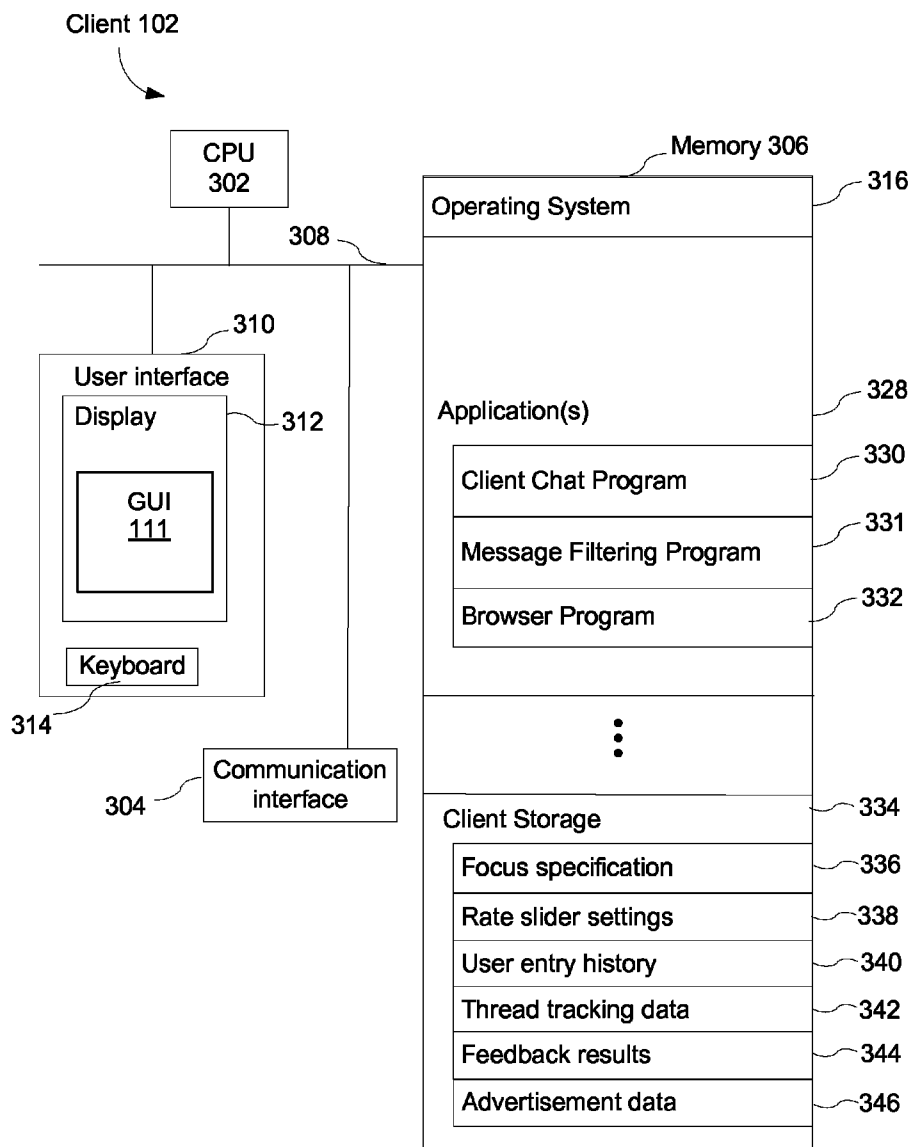 Client 102
CPU
302
308
310
User interface
Display
312
GUI
111
Keyboard
314
304
Communication
interface
Memory 306
Operating System
316
Application(s)
328
Client Chat Program
330
Message Filtering Program
331
Browser Program
332
Client Storage
334
Focus specification
336
Rate slider settings
338
User entry history
340
Thread tracking data
342
Feedback results
344
Advertisement data
346